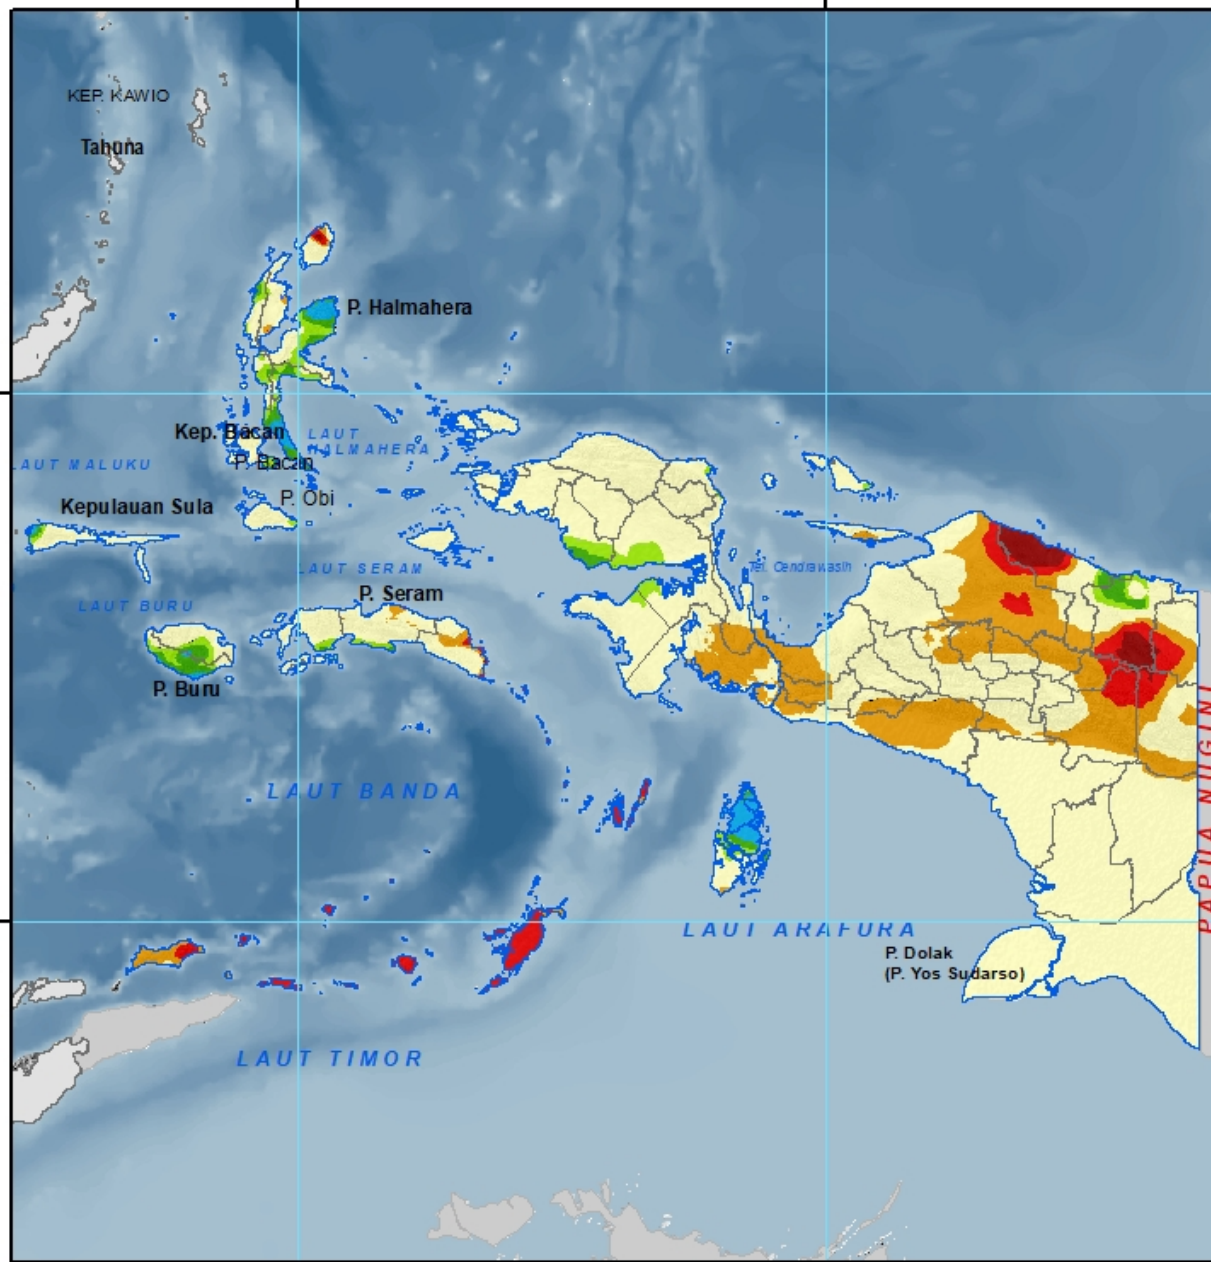 KEP. KAWIO
Tahuna
P. Halmahera
Kep. Bacan
LAUT
HALMAHERA
LAUT MALUKU
P. Bacan
P. Obi
Kepulauan Sula
LAUT SERAM
Tel. Cendrawasih
P. Seram
LAUT BURU
P. Buru
LAUT BANDA
PAPUA NUGINI
LAUT ARAFURA
P. Dolak
(P. Yos Sudarso)
LAUT TIMOR